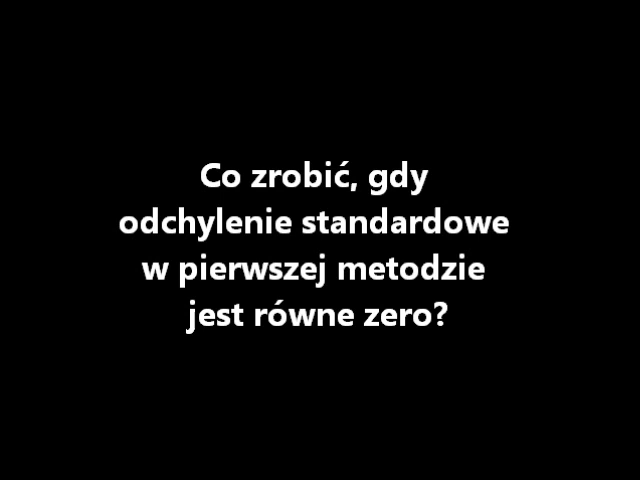 Co zrobić, gdy
odchylenie standardowe
w pierwszej metodzie
jest równe zero?